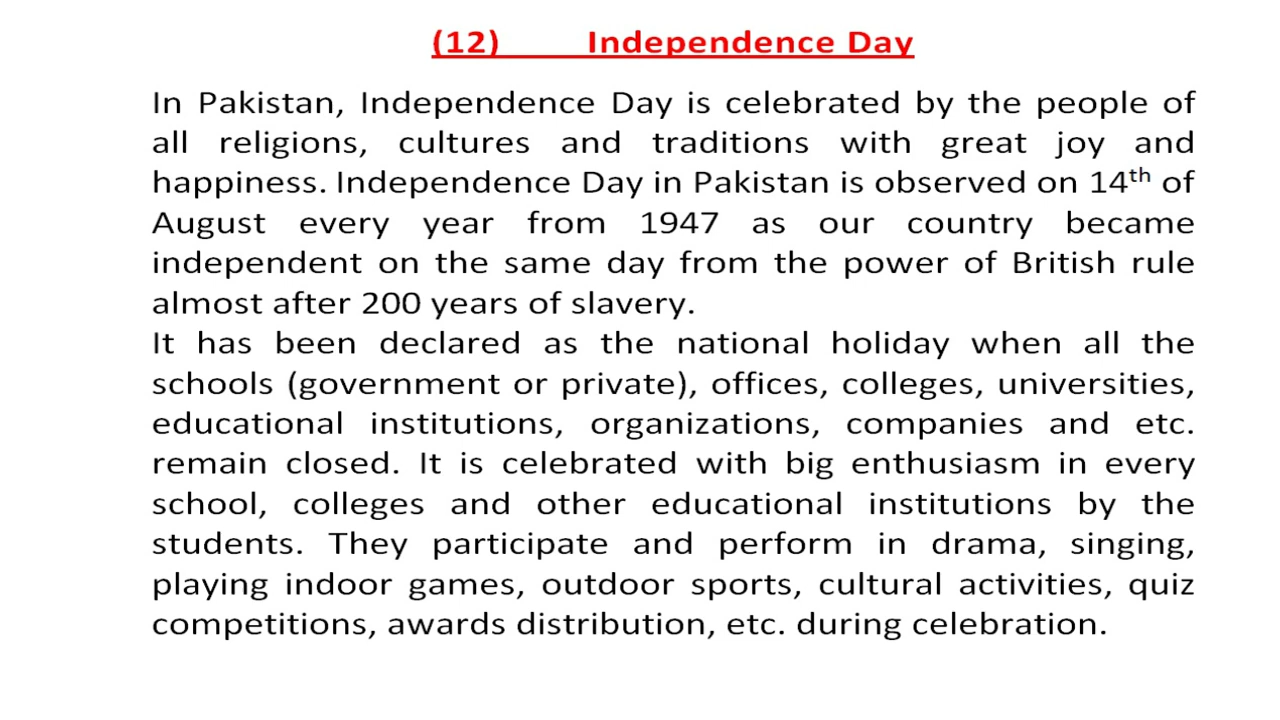 (12) Independence Day
In Pakistan, Independence Day is celebrated by the people of
all religions, cultures and traditions with great joy and
happiness. Independence Day in Pakistan is observed on 14th of
August every year from 1947 as our country became
independent on the same day from the power of British rule
almost after 200 years of slavery.
It has been declared as the national holiday when all the
schools (government or private), offices, colleges, universities,
educational institutions, organizations, companies and etc.
remain closed. It is celebrated with big enthusiasm in every
school, colleges and other educational institutions by the
students. They participate and perform in drama, singing,
playing indoor games, outdoor sports, cultural activities, quiz
competitions, awards distribution, etc. during celebration.